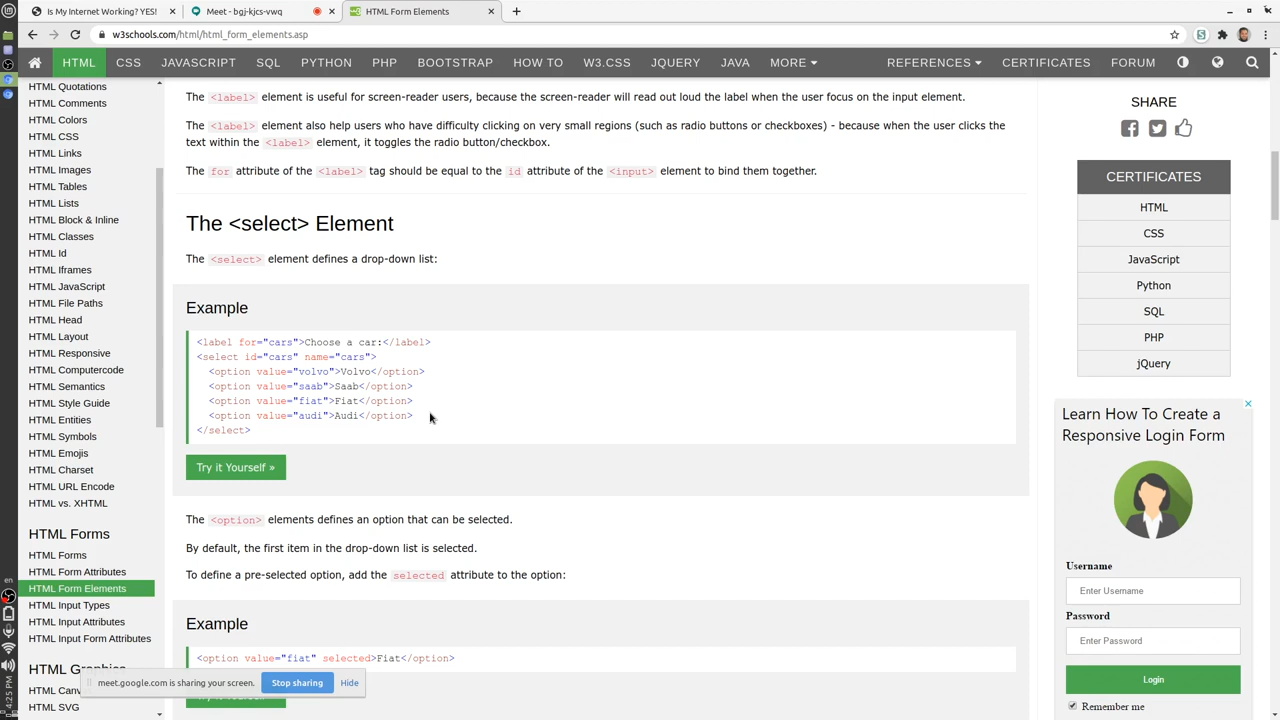 Is My Internet Working? YES!
Meet - bgj-kjcs-vwq
HTML Form Elements
w3schools.com/html/html_form_elements.asp
HTML CSS JAVASCRIPT SQL PYTHON PHP BOOTSTRAP HOW TO W3.CSS JQUERY JAVA MORE REFERENCES CERTIFICATES FORUM
HTML Quotations
HTML Comments
HTML Colors
HTML CSS
HTML Links
HTML Images
HTML Tables
HTML Lists
HTML Block & Inline
HTML Classes
HTML Id
HTML Iframes
HTML JavaScript
HTML File Paths
HTML Head
HTML Layout
HTML Responsive
HTML Computercode
HTML Semantics
HTML Style Guide
HTML Entities
HTML Symbols
HTML Emojis
HTML Charset
HTML URL Encode
HTML vs. XHTML
HTML Forms
HTML Forms
HTML Form Attributes
HTML Form Elements
HTML Input Types
HTML Input Attributes
HTML Input Form Attributes
HTML Graphics
HTML SVG
The <label> element is useful for screen-reader users, because the screen-reader will read out loud the label when the user focus on the input element.
The <label> element also help users who have difficulty clicking on very small regions (such as radio buttons or checkboxes) - because when the user clicks the
text within the <label> element, it toggles the radio button/checkbox.
The for attribute of the <label> tag should be equal to the id attribute of the <input> element to bind them together.
The <select> Element
The <select> element defines a drop-down list:
Example
<label for="cars">Choose a car:</label>
<select id="cars" name="cars">
<option value="volvo">Volvo</option>
<option value="saab">Saab</option>
<option value="fiat">Fiat</option>
<option value="audi">Audi</option>
</select>
Try it Yourself »
The <option> elements defines an option that can be selected.
By default, the first item in the drop-down list is selected.
To define a pre-selected option, add the selected attribute to the option:
Example
<option value="fiat" selected>Fiat</option>
meet.google.com is sharing your screen. Stop sharing Hide
SHARE
CERTIFICATES
HTML
CSS
JavaScript
Python
SQL
PHP
jQuery
Learn How To Create a
Responsive Login Form
Username
Enter Username
Password
Enter Password
Login
Remember me
en
4:25 PM